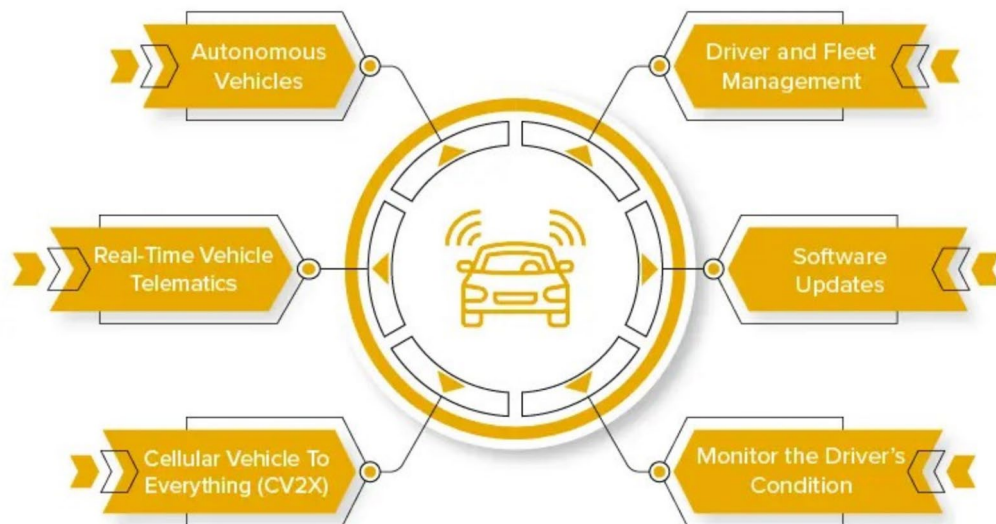 Autonomous
Vehicles
Driver and Fleet
Management
Real-Time Vehicle
Telematics
Software
Updates
Cellular Vehicle To
Everything (CV2X)
Monitor the Driver's
Condition